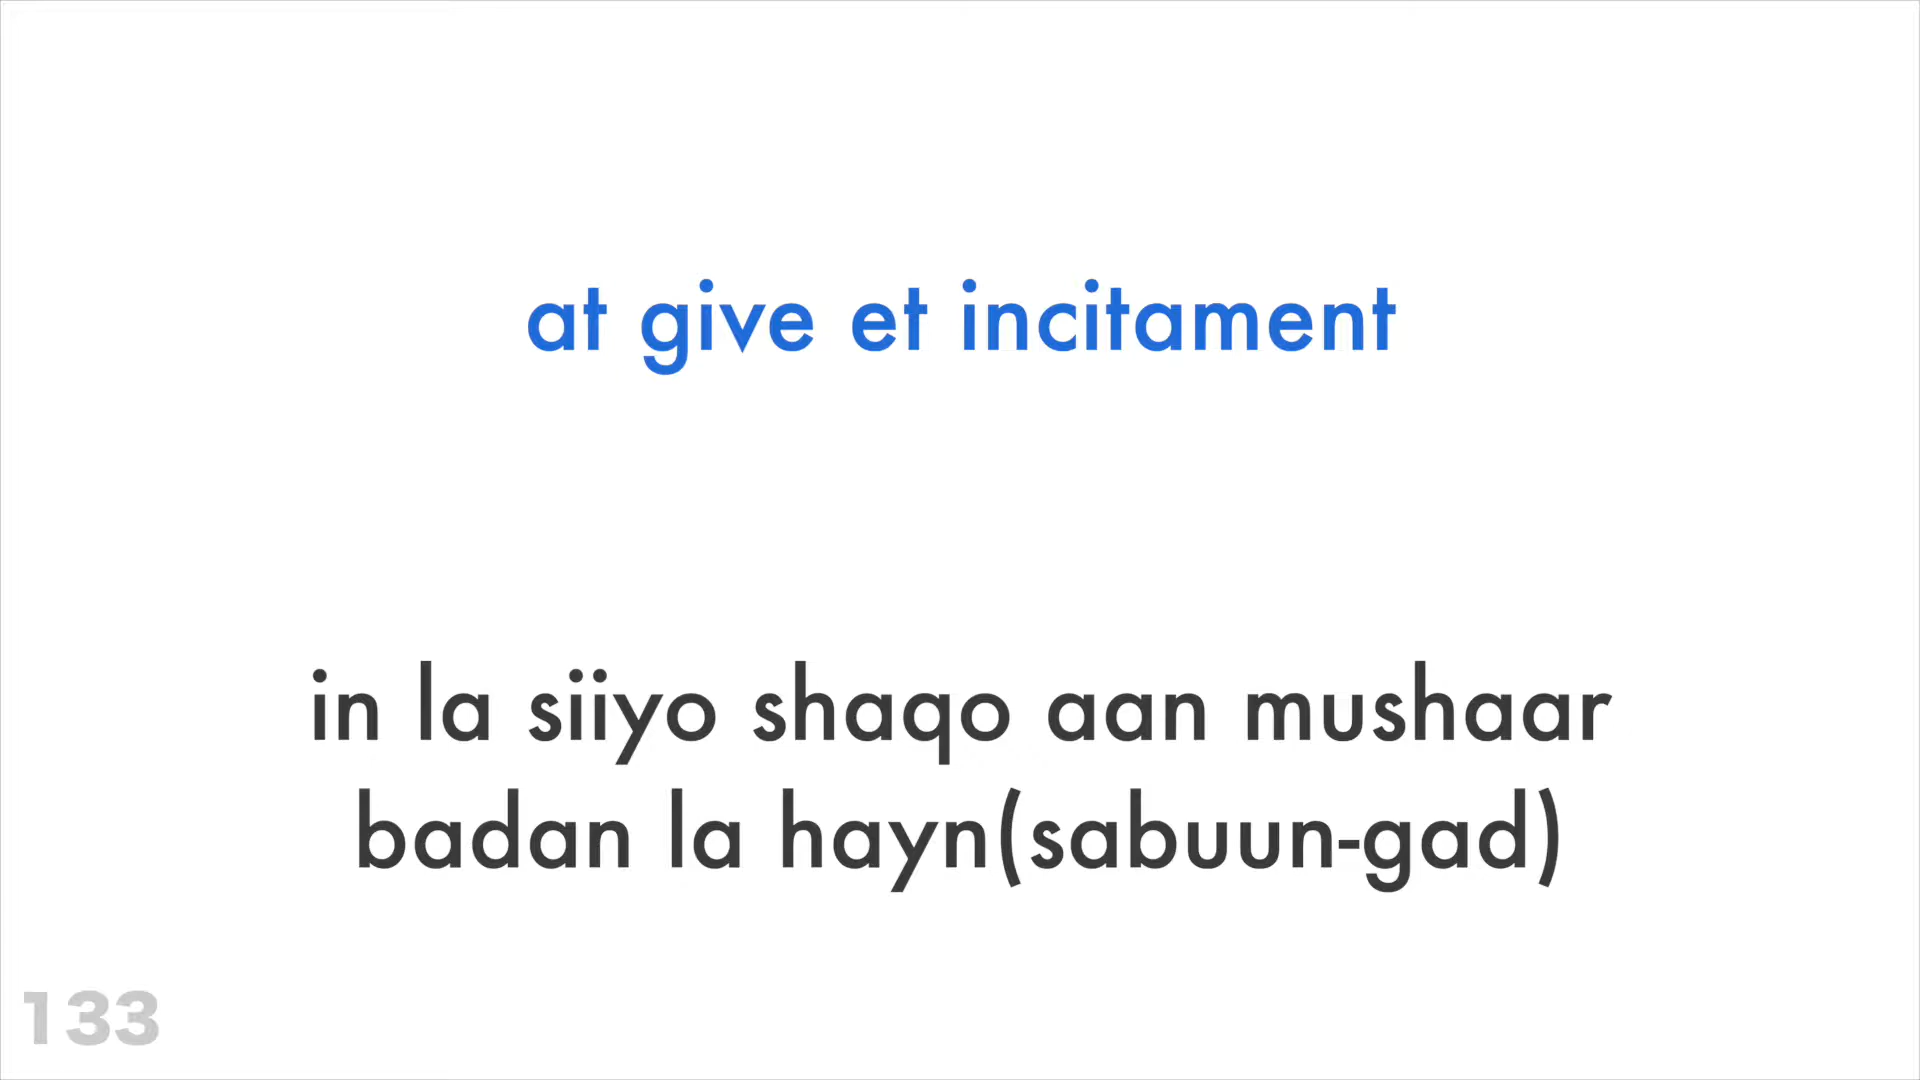 at give et incitament
in la siiyo shaqo aan mushaar
badan la hayn(sabuun-gad)
133